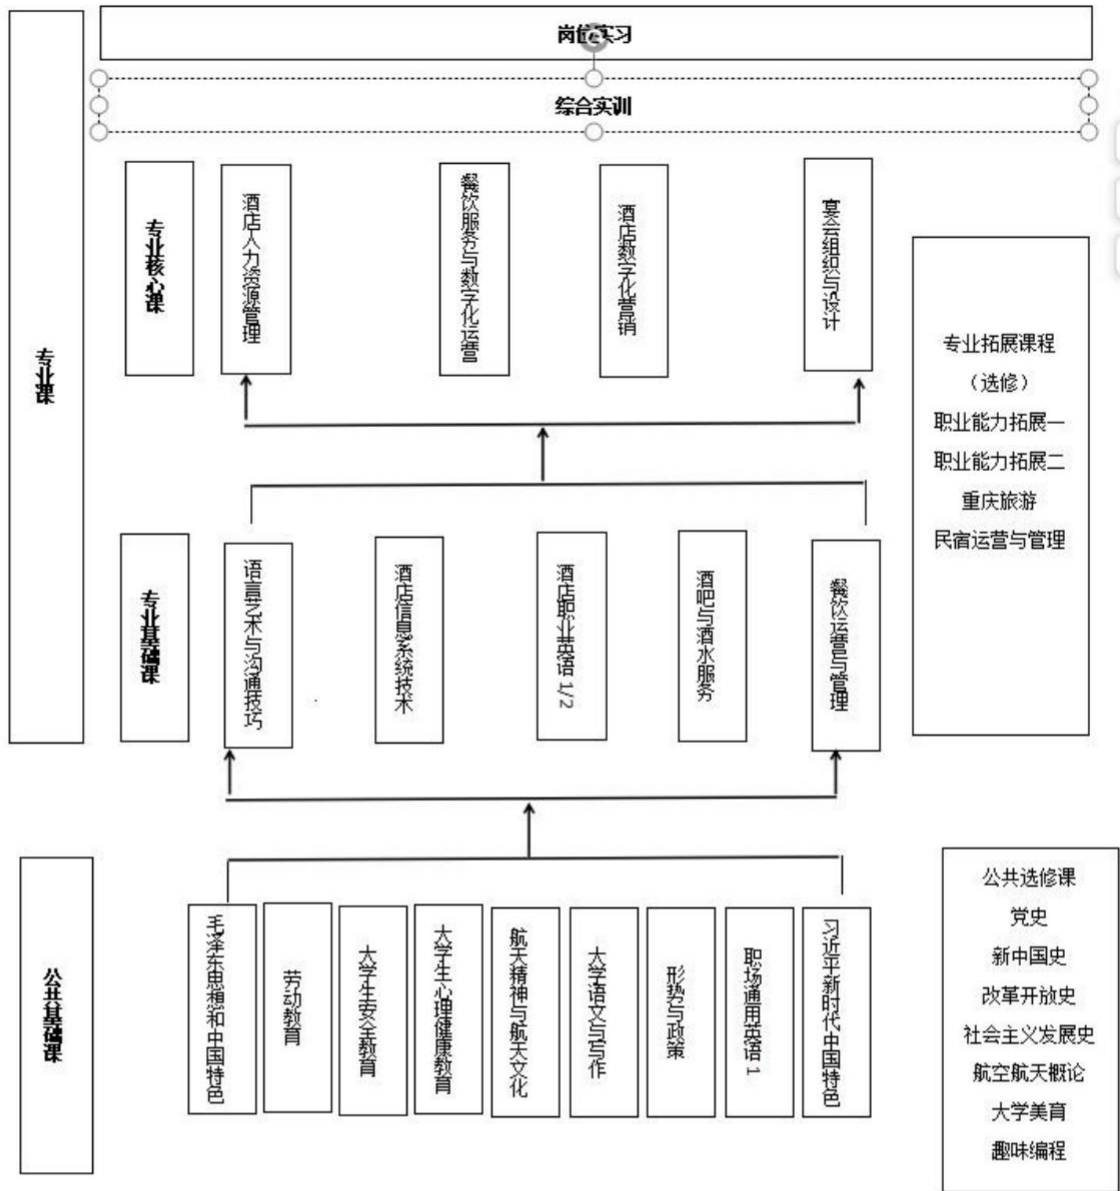 岗位实习
综合实训
专业课
专业核心课
酒店人力资源管理
餐饮服务与数字化运营
酒店数字化营销
宴会组织与设计
专业拓展课程
（选修）
职业能力拓展一
职业能力拓展二
重庆旅游
民宿运营与管理
专业基础课
语言艺术与沟通技巧
酒店信息系统技术
酒店职业英语 1/2
酒吧与酒水服务
餐饮运营与管理
公共基础课
毛泽东思想和中国特色
劳动教育
大学生安全教育
大学生心理健康教育
航天精神与航天文化
大学语文与写作
形势与政策
职场通用英语 1
习近平新时代中国特色
公共选修课
党史
新中国史
改革开放史
社会主义发展史
航空航天概论
大学美育
趣味编程